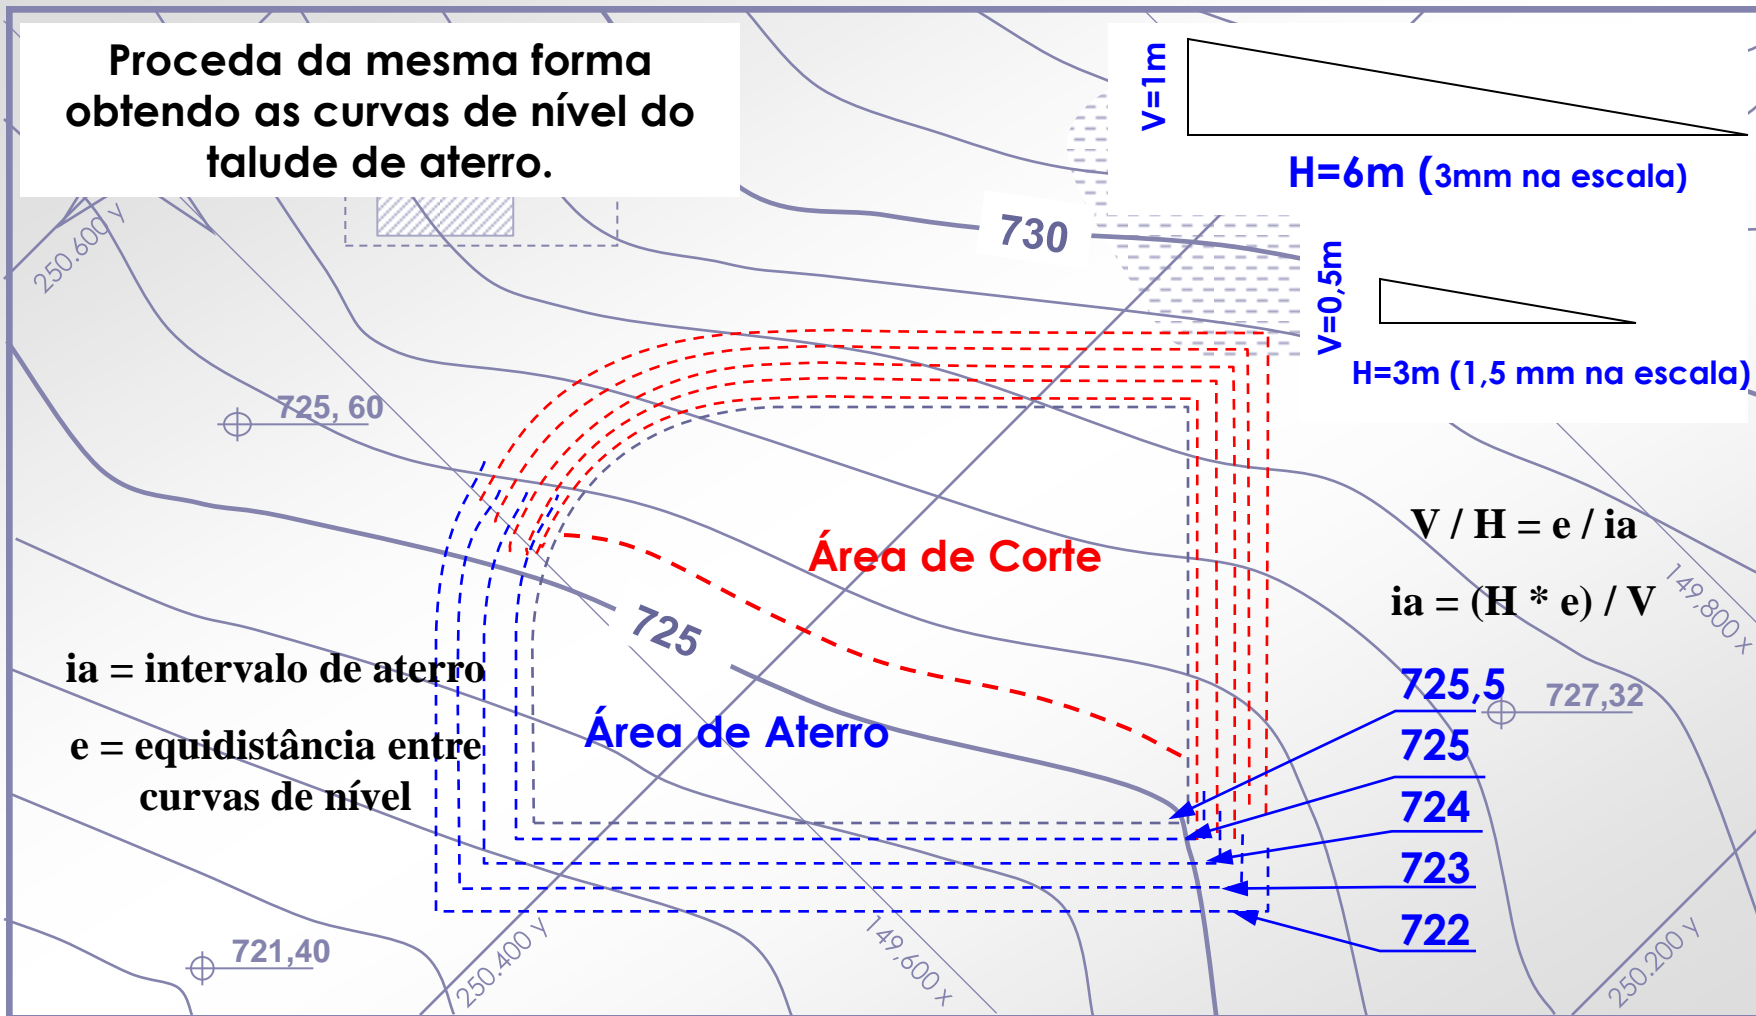 Proceda da mesma forma
obtendo as curvas de nível do
talude de aterro.
V=1m
H=6m (3mm na escala)
730
V=0,5m
H=3m (1,5 mm na escala)
250.600 y
725, 60
Área de Corte
V / H = e / ia
ia = (H * e) / V
149,800 x
725
ia = intervalo de aterro
e = equidistância entre
curvas de nível
Área de Aterro
725,5
727,32
725
724
723
722
721,40
250.400 y
149,600 x
250.200 y